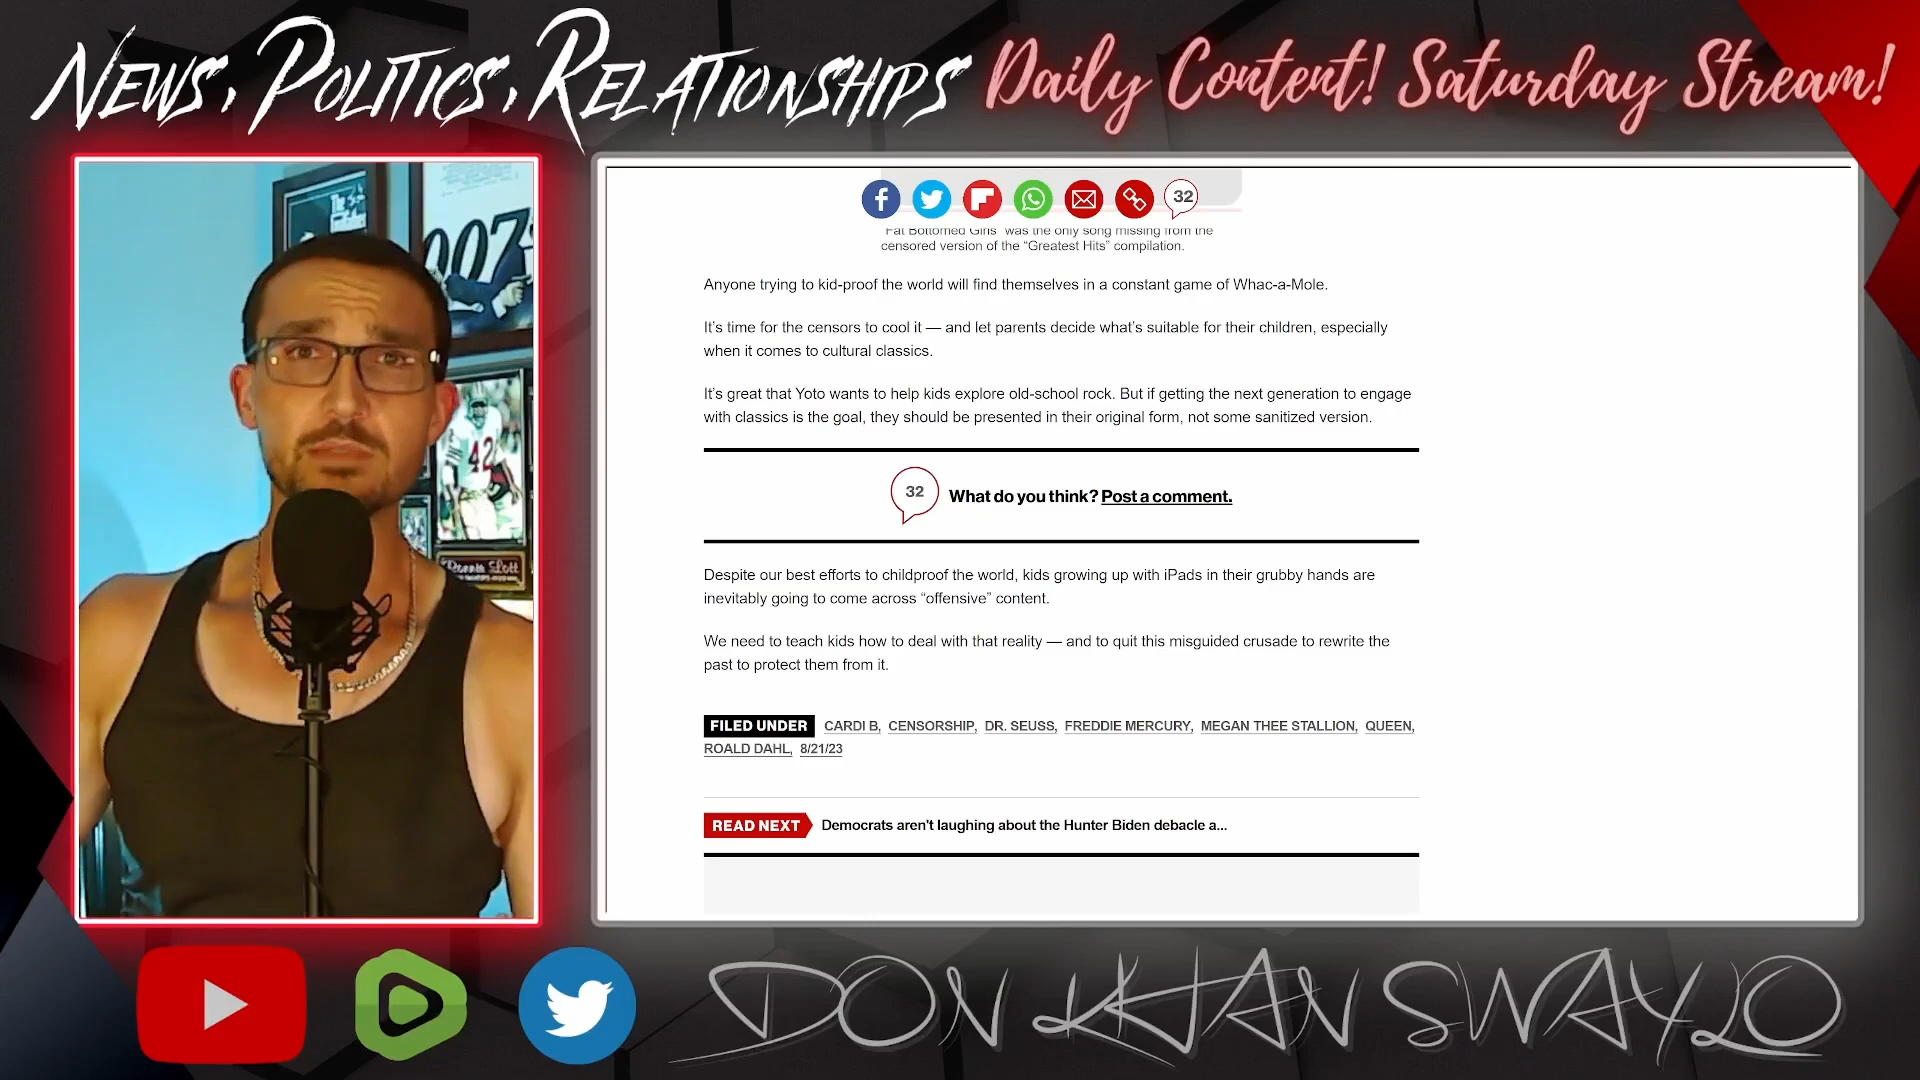 News, Politics, Relationships
Daily Content! Saturday Stream!
007
42
Ronnie Lott
32
"Fat Bottomed Girls" was the only song missing from the
censored version of the “Greatest Hits” compilation.
Anyone trying to kid-proof the world will find themselves in a constant game of Whac-a-Mole.
It’s time for the censors to cool it — and let parents decide what’s suitable for their children, especially
when it comes to cultural classics.
It’s great that Yoto wants to help kids explore old-school rock. But if getting the next generation to engage
with classics is the goal, they should be presented in their original form, not some sanitized version.
32
What do you think? Post a comment.
Despite our best efforts to childproof the world, kids growing up with iPads in their grubby hands are
inevitably going to come across “offensive” content.
We need to teach kids how to deal with that reality — and to quit this misguided crusade to rewrite the
past to protect them from it.
FILED UNDER CARDI B, CENSORSHIP, DR. SEUSS, FREDDIE MERCURY, MEGAN THEE STALLION, QUEEN,
ROALD DAHL, 8/21/23
READ NEXT Democrats aren't laughing about the Hunter Biden debacle a...
DON KHAN SWAYLO